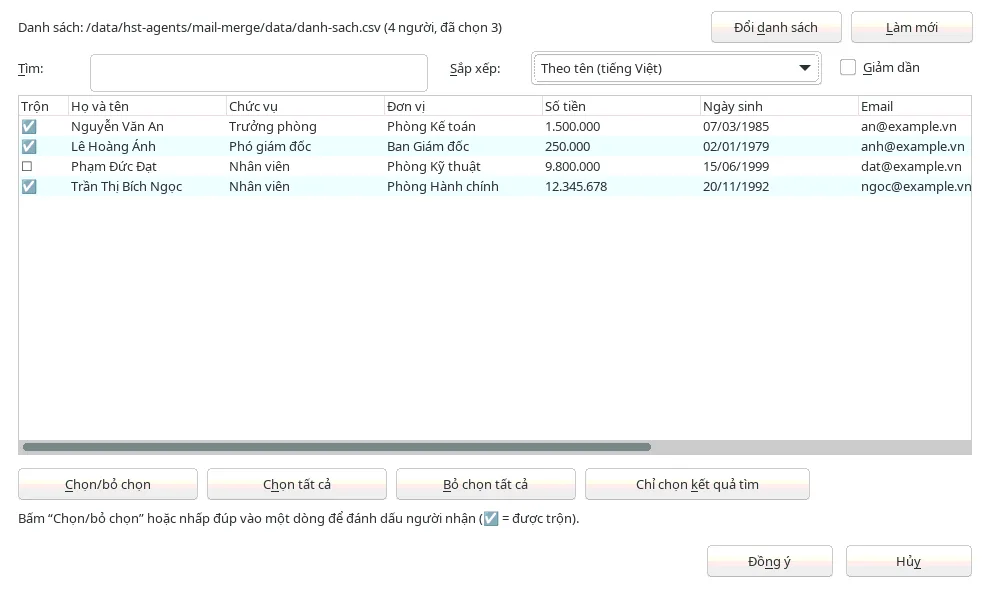 Danh sách: /data/hst-agents/mail-merge/data/danh-sach.csv (4 người, đã chọn 3) Đổi danh sách Làm mới
Tìm: Sắp xếp: Theo tên (tiếng Việt) Giảm dần
Trộn Họ và tên Chức vụ Đơn vị Số tiền Ngày sinh Email
☑ Nguyễn Văn An Trưởng phòng Phòng Kế toán 1.500.000 07/03/1985 an@example.vn
☑ Lê Hoàng Ánh Phó giám đốc Ban Giám đốc 250.000 02/01/1979 anh@example.vn
☐ Phạm Đức Đạt Nhân viên Phòng Kỹ thuật 9.800.000 15/06/1999 dat@example.vn
☑ Trần Thị Bích Ngọc Nhân viên Phòng Hành chính 12.345.678 20/11/1992 ngoc@example.vn
Chọn/bỏ chọn Chọn tất cả Bỏ chọn tất cả Chỉ chọn kết quả tìm
Bấm “Chọn/bỏ chọn” hoặc nhấp đúp vào một dòng để đánh dấu người nhận (☑ = được trộn).
Đồng ý Hủy